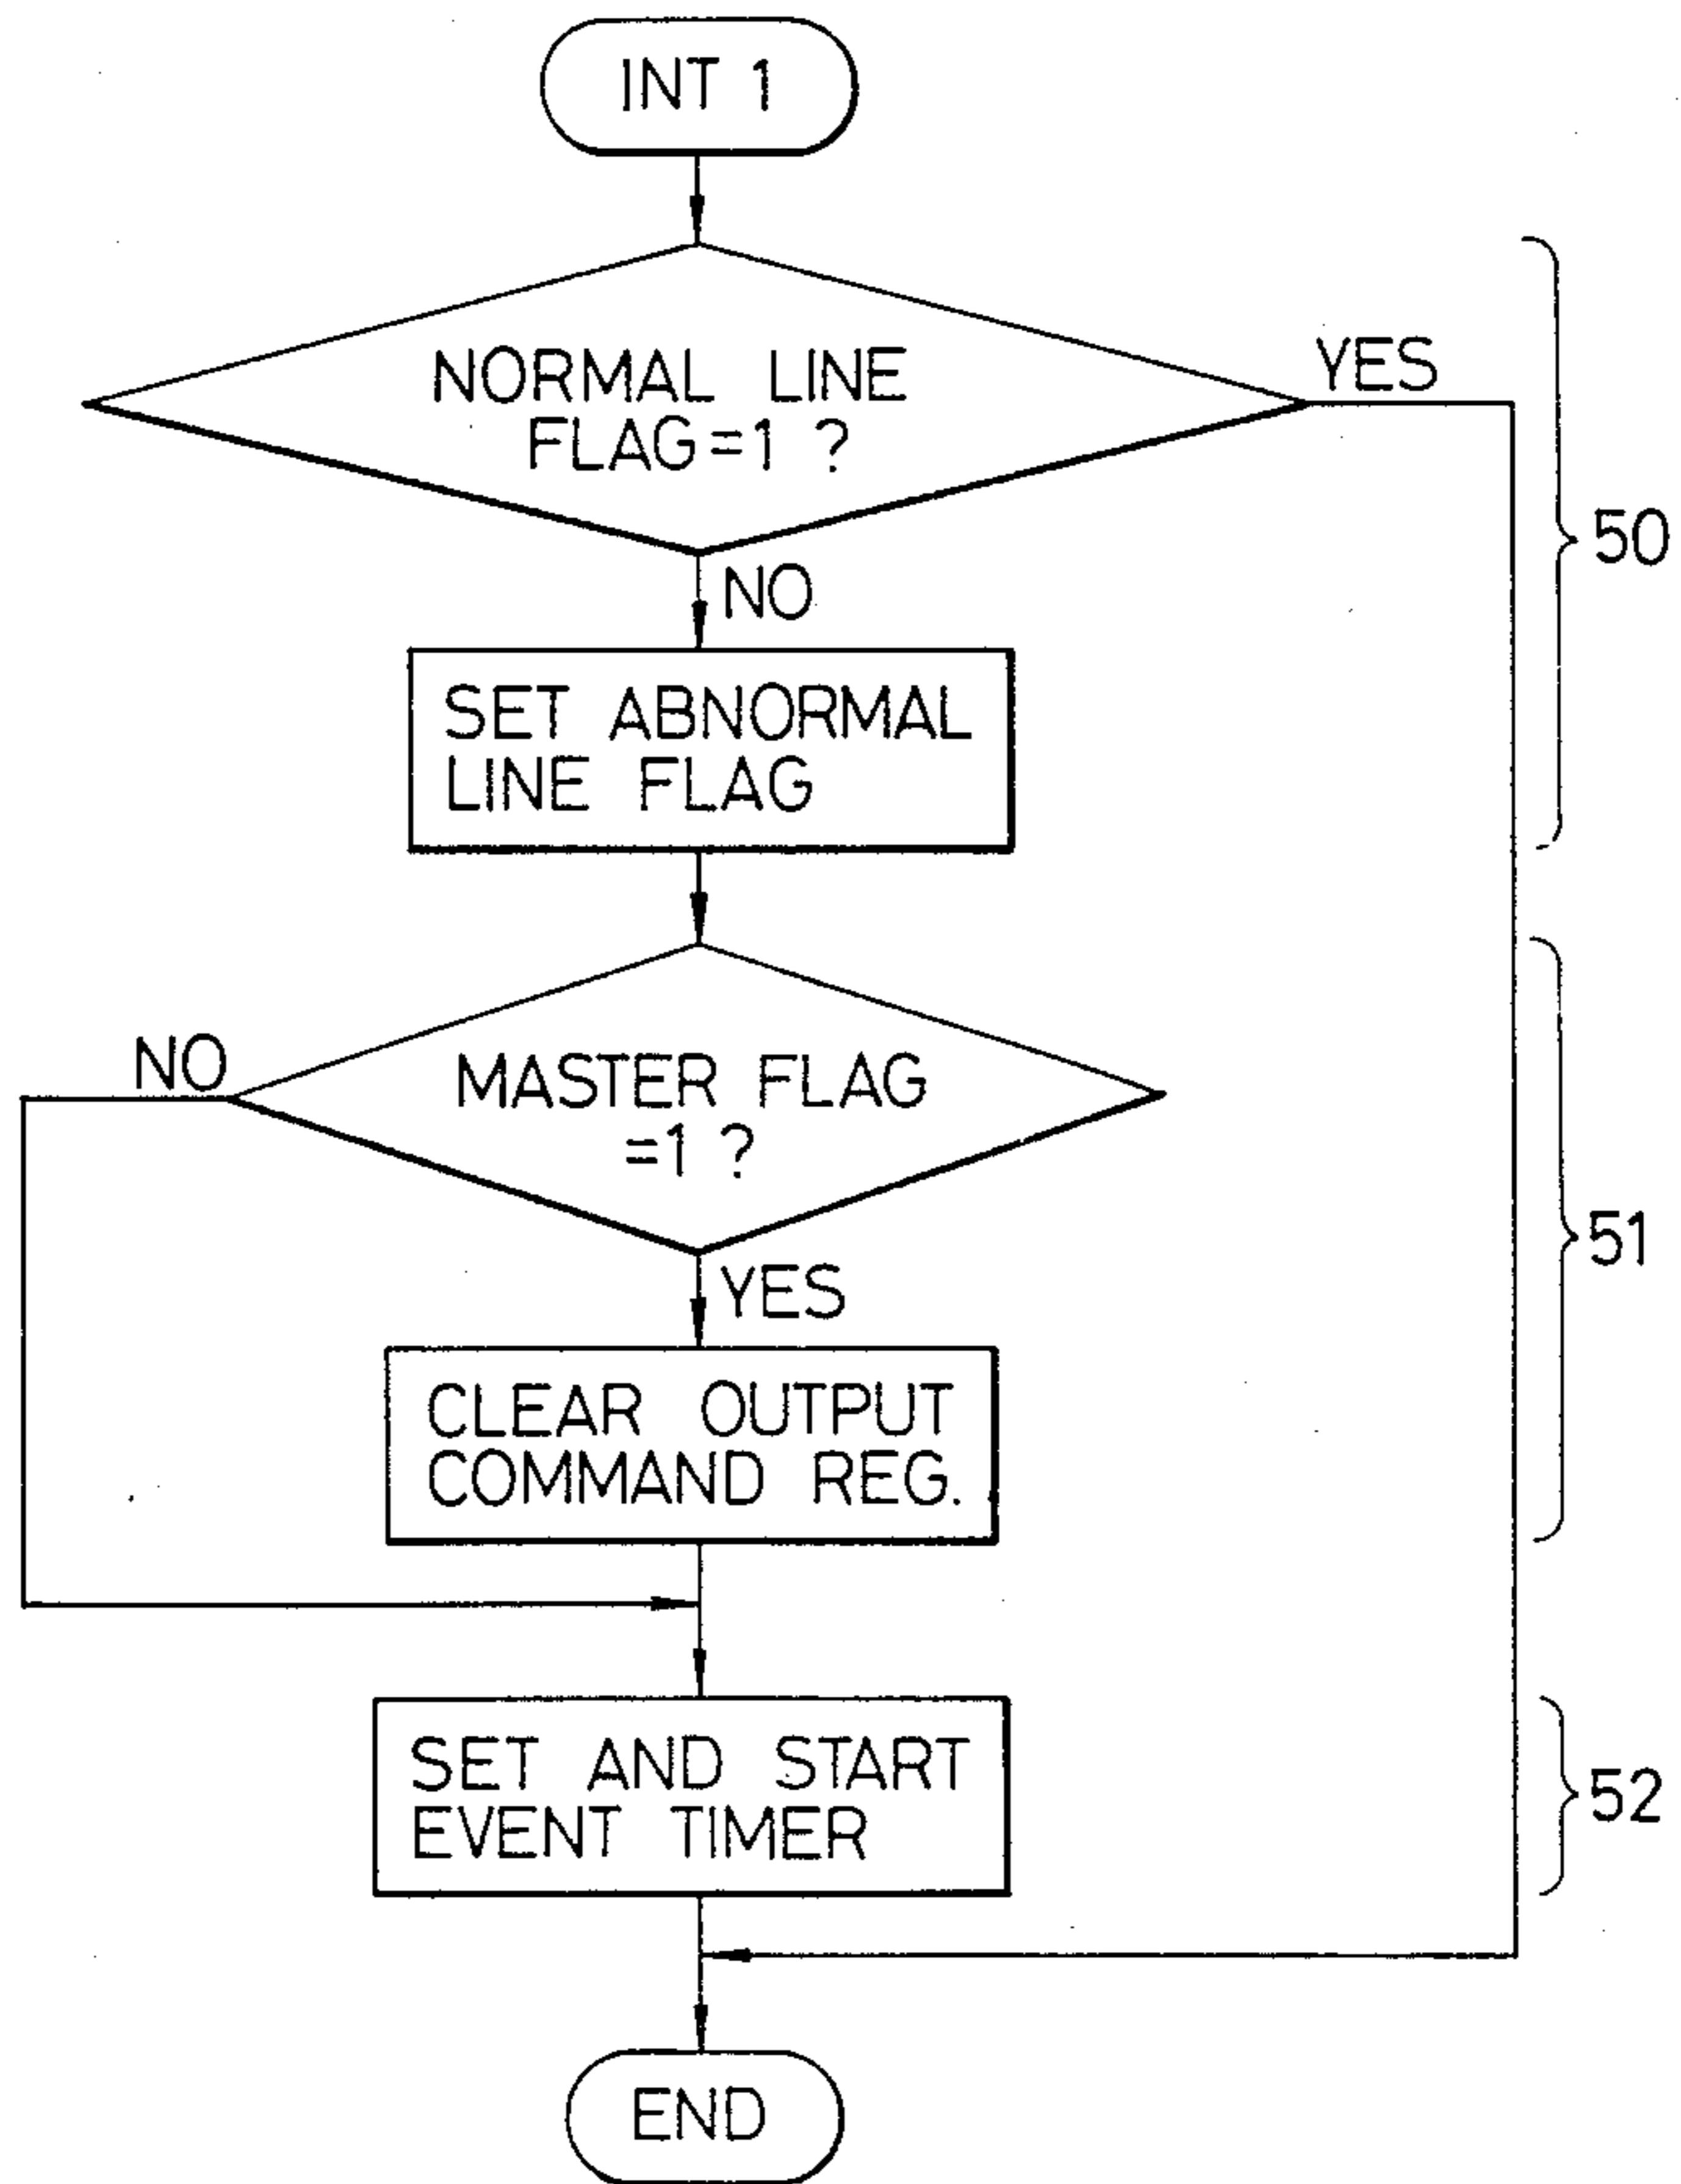 INT 1
NORMAL LINE
FLAG=1 ?
YES
50
NO
SET ABNORMAL
LINE FLAG
NO
MASTER FLAG
=1 ?
51
YES
CLEAR OUTPUT
COMMAND REG.
SET AND START
EVENT TIMER
52
END